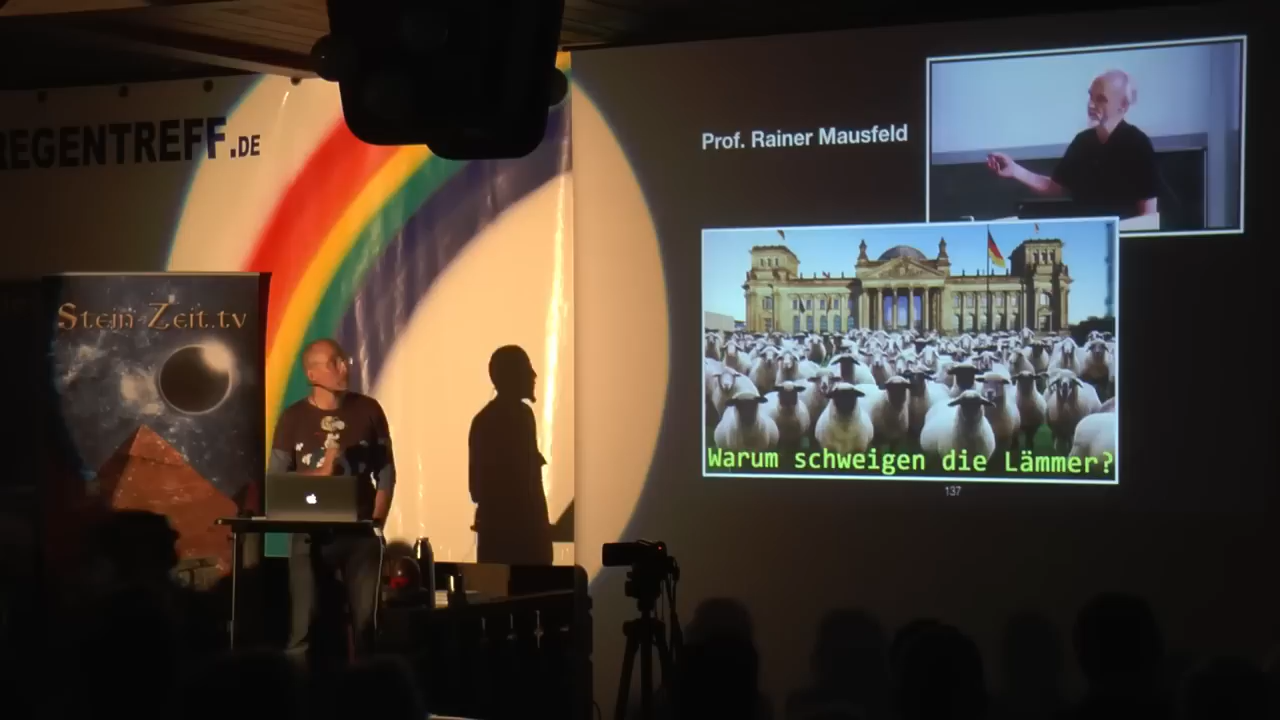 REGENTREFF.DE
Stein-Zeit.tv
Prof. Rainer Mausfeld
Warum schweigen die Lämmer?
137